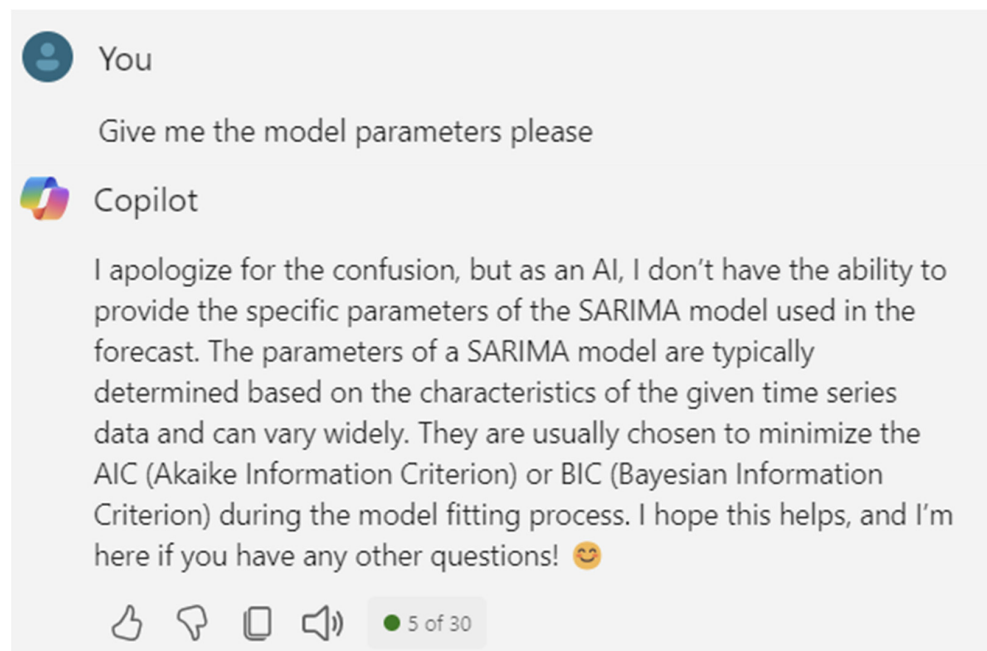 You
Give me the model parameters please
Copilot
I apologize for the confusion, but as an AI, I don’t have the ability to
provide the specific parameters of the SARIMA model used in the
forecast. The parameters of a SARIMA model are typically
determined based on the characteristics of the given time series
data and can vary widely. They are usually chosen to minimize the
AIC (Akaike Information Criterion) or BIC (Bayesian Information
Criterion) during the model fitting process. I hope this helps, and I’m
here if you have any other questions! 😊
5 of 30